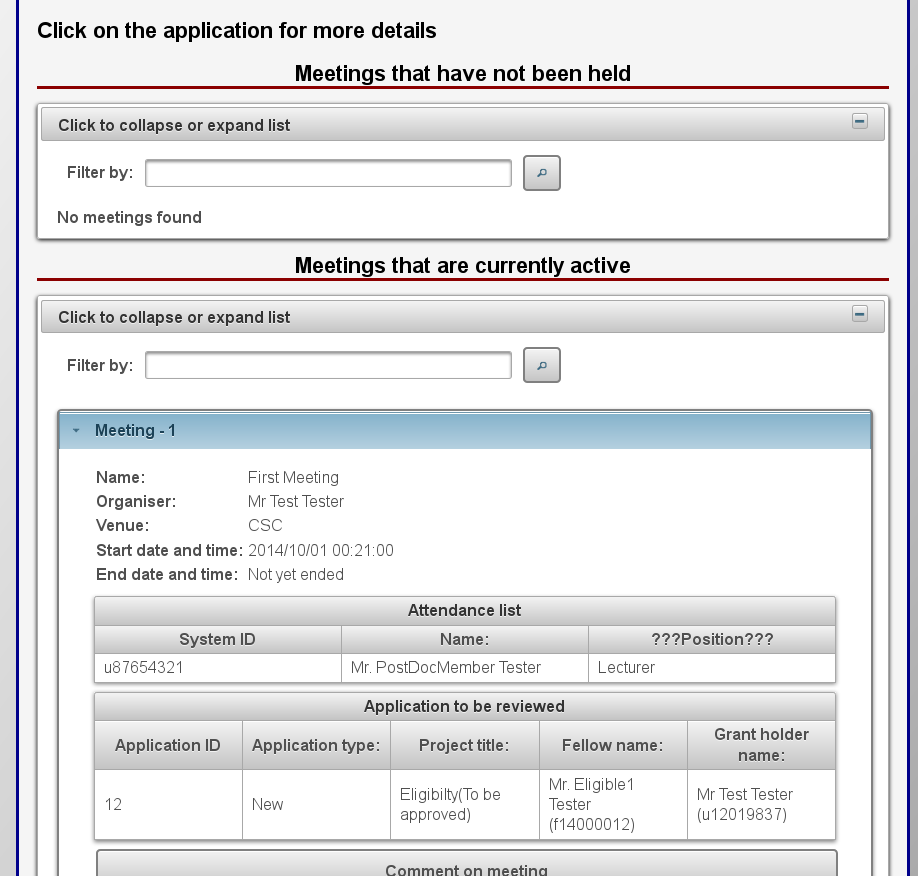 Click on the application for more details
Meetings that have not been held
Click to collapse or expand list
Filter by:
No meetings found
Meetings that are currently active
Click to collapse or expand list
Filter by:
Meeting - 1
Name: First Meeting
Organiser: Mr Test Tester
Venue: CSC
Start date and time: 2014/10/01 00:21:00
End date and time: Not yet ended
Attendance list
System ID Name: ???Position???
u87654321 Mr. PostDocMember Tester Lecturer
Application to be reviewed
Application ID Application type: Project title: Fellow name: Grant holder
name:
12 New Eligibilty(To be
approved) Mr. Eligible1
Tester
(f14000012) Mr Test Tester
(u12019837)
Comment on meeting